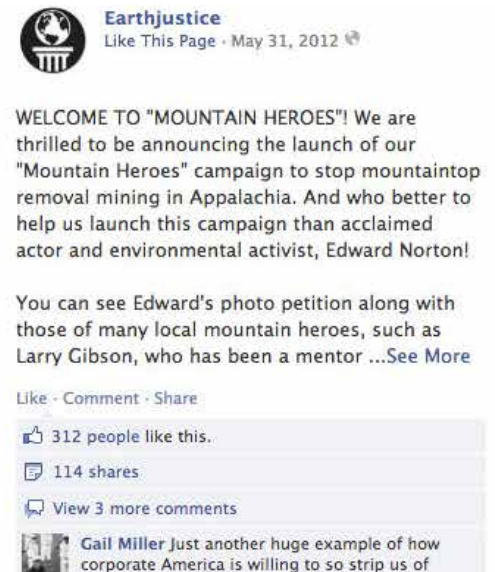 Earthjustice
Like This Page · May 31, 2012
WELCOME TO "MOUNTAIN HEROES"! We are
thrilled to be announcing the launch of our
"Mountain Heroes" campaign to stop mountaintop
removal mining in Appalachia. And who better to
help us launch this campaign than acclaimed
actor and environmental activist, Edward Norton!
You can see Edward's photo petition along with
those of many local mountain heroes, such as
Larry Gibson, who has been a mentor ...See More
Like · Comment · Share
312 people like this.
114 shares
View 3 more comments
Gail Miller Just another huge example of how
corporate America is willing to so strip us of